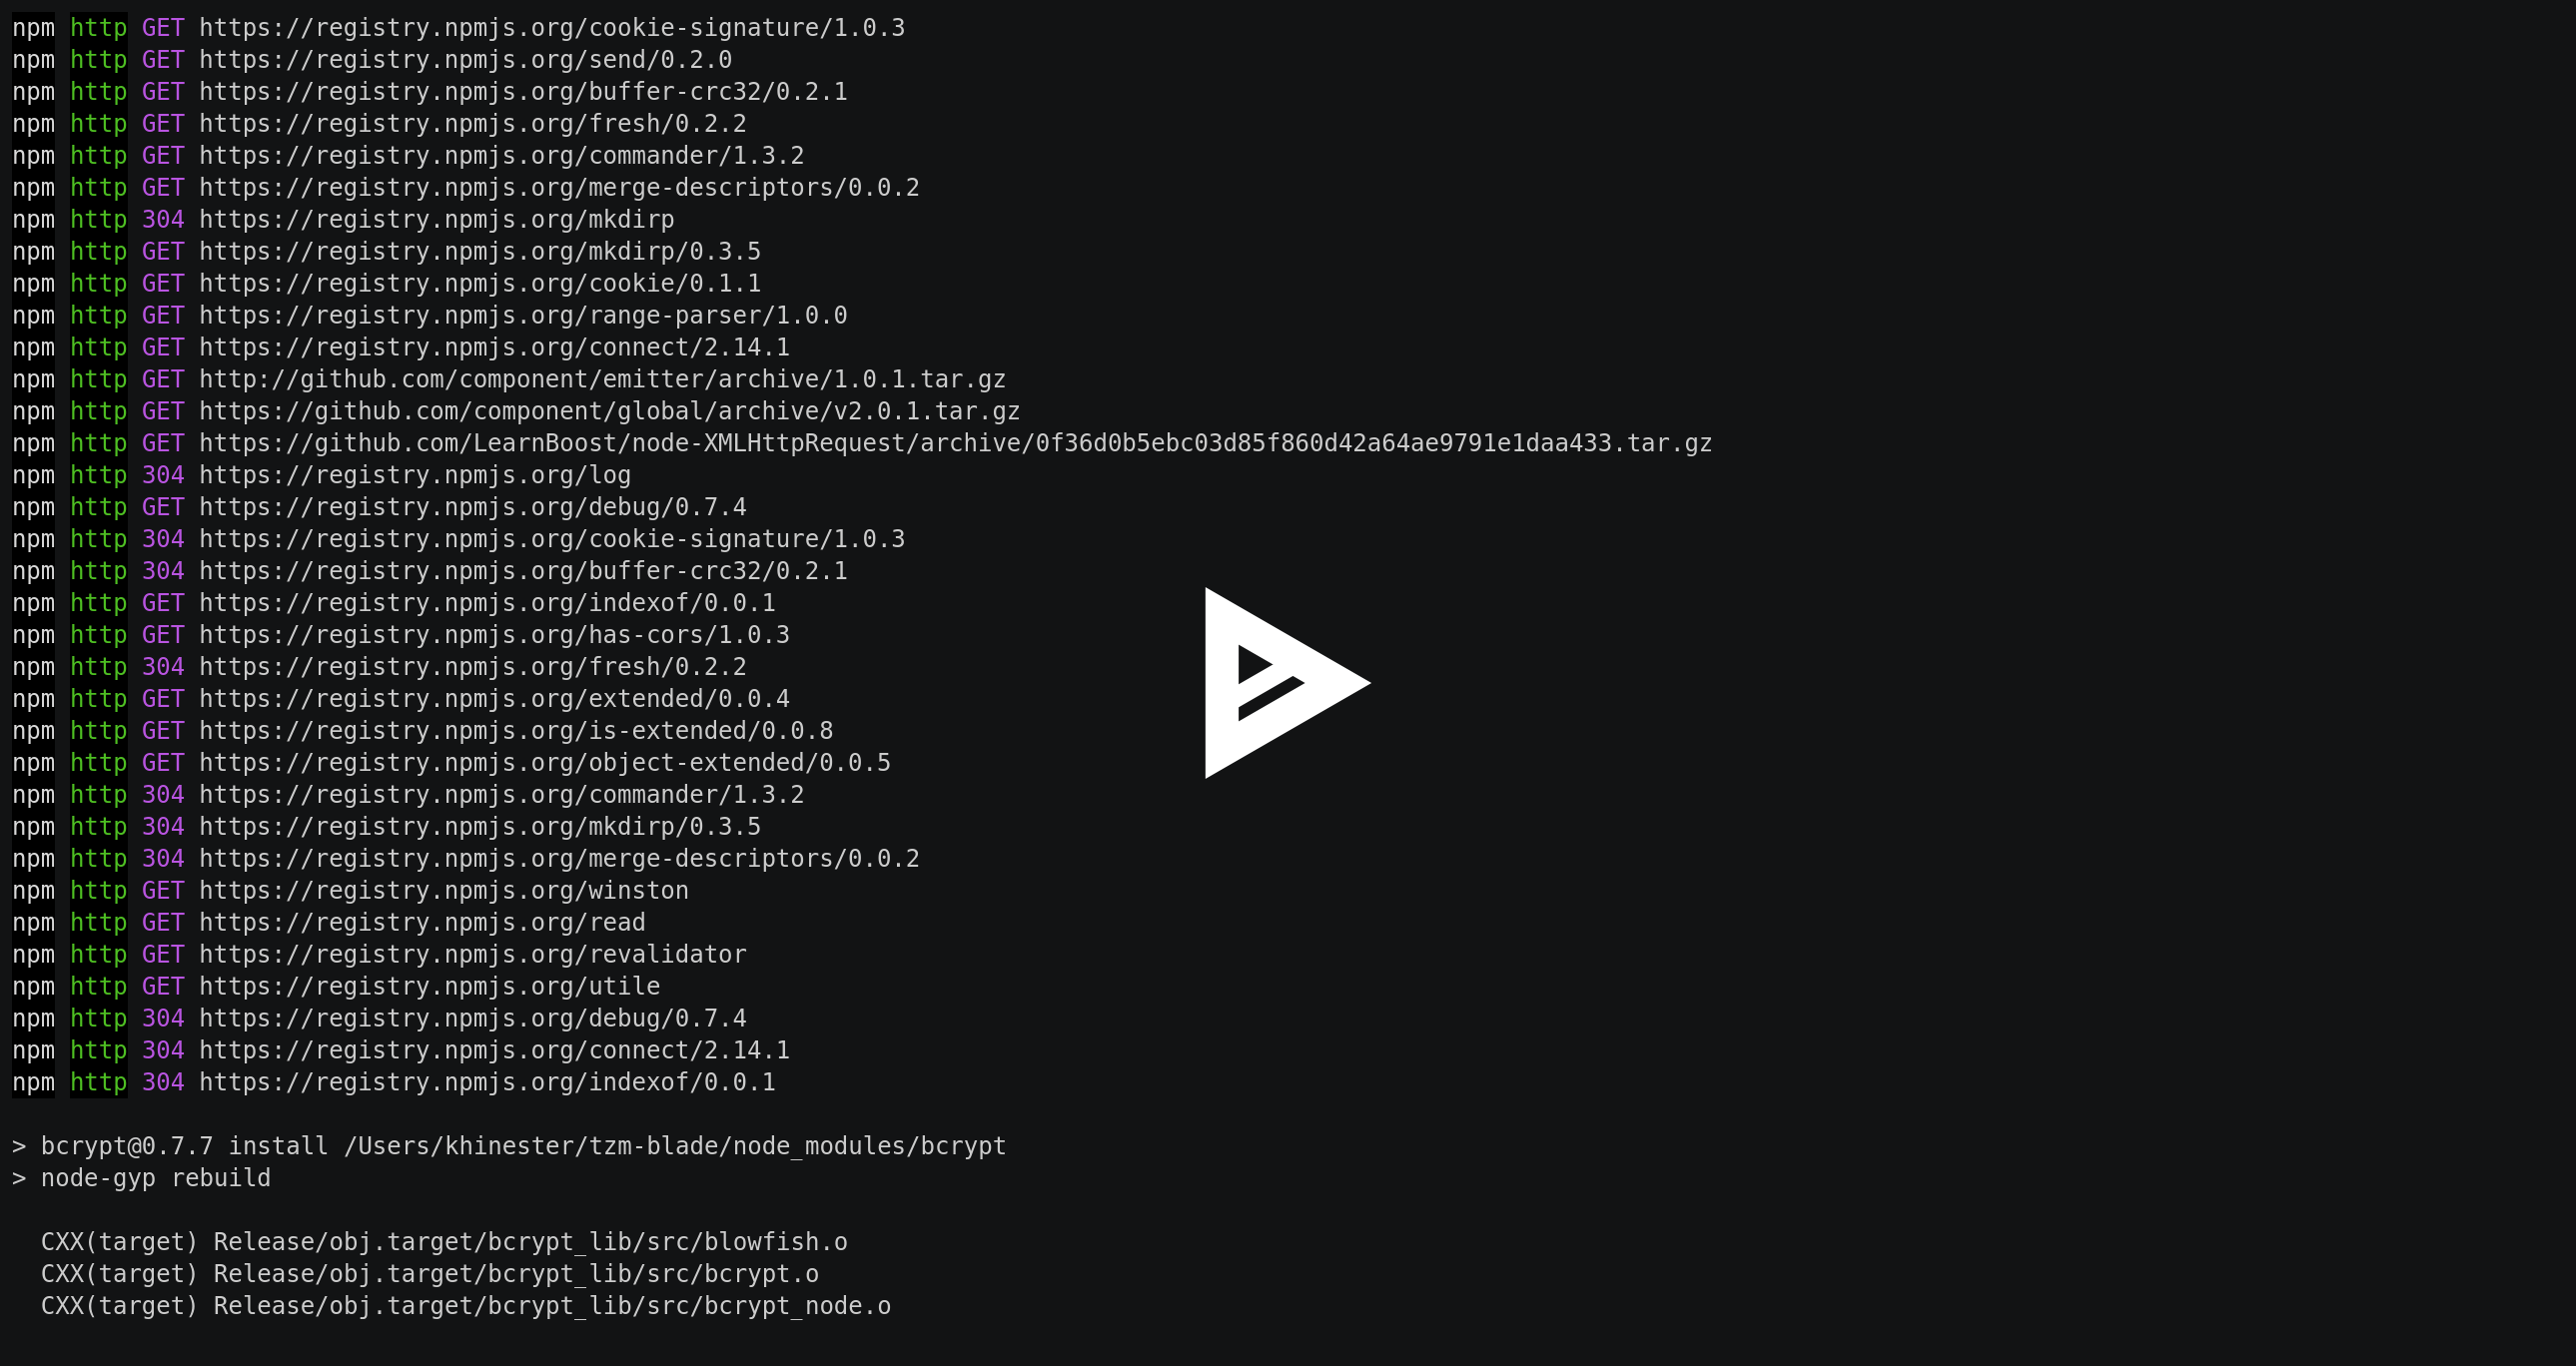 npm http GET https://registry.npmjs.org/cookie-signature/1.0.3
npm http GET https://registry.npmjs.org/send/0.2.0
npm http GET https://registry.npmjs.org/buffer-crc32/0.2.1
npm http GET https://registry.npmjs.org/fresh/0.2.2
npm http GET https://registry.npmjs.org/commander/1.3.2
npm http GET https://registry.npmjs.org/merge-descriptors/0.0.2
npm http 304 https://registry.npmjs.org/mkdirp
npm http GET https://registry.npmjs.org/mkdirp/0.3.5
npm http GET https://registry.npmjs.org/cookie/0.1.1
npm http GET https://registry.npmjs.org/range-parser/1.0.0
npm http GET https://registry.npmjs.org/connect/2.14.1
npm http GET http://github.com/component/emitter/archive/1.0.1.tar.gz
npm http GET https://github.com/component/global/archive/v2.0.1.tar.gz
npm http GET https://github.com/LearnBoost/node-XMLHttpRequest/archive/0f36d0b5ebc03d85f860d42a64ae9791e1daa433.tar.gz
npm http 304 https://registry.npmjs.org/log
npm http GET https://registry.npmjs.org/debug/0.7.4
npm http 304 https://registry.npmjs.org/cookie-signature/1.0.3
npm http 304 https://registry.npmjs.org/buffer-crc32/0.2.1
npm http GET https://registry.npmjs.org/indexof/0.0.1
npm http GET https://registry.npmjs.org/has-cors/1.0.3
npm http 304 https://registry.npmjs.org/fresh/0.2.2
npm http GET https://registry.npmjs.org/extended/0.0.4
npm http GET https://registry.npmjs.org/is-extended/0.0.8
npm http GET https://registry.npmjs.org/object-extended/0.0.5
npm http 304 https://registry.npmjs.org/commander/1.3.2
npm http 304 https://registry.npmjs.org/mkdirp/0.3.5
npm http 304 https://registry.npmjs.org/merge-descriptors/0.0.2
npm http GET https://registry.npmjs.org/winston
npm http GET https://registry.npmjs.org/read
npm http GET https://registry.npmjs.org/revalidator
npm http GET https://registry.npmjs.org/utile
npm http 304 https://registry.npmjs.org/debug/0.7.4
npm http 304 https://registry.npmjs.org/connect/2.14.1
npm http 304 https://registry.npmjs.org/indexof/0.0.1
> bcrypt@0.7.7 install /Users/khinester/tzm-blade/node_modules/bcrypt
> node-gyp rebuild
CXX(target) Release/obj.target/bcrypt_lib/src/blowfish.o
CXX(target) Release/obj.target/bcrypt_lib/src/bcrypt.o
CXX(target) Release/obj.target/bcrypt_lib/src/bcrypt_node.o